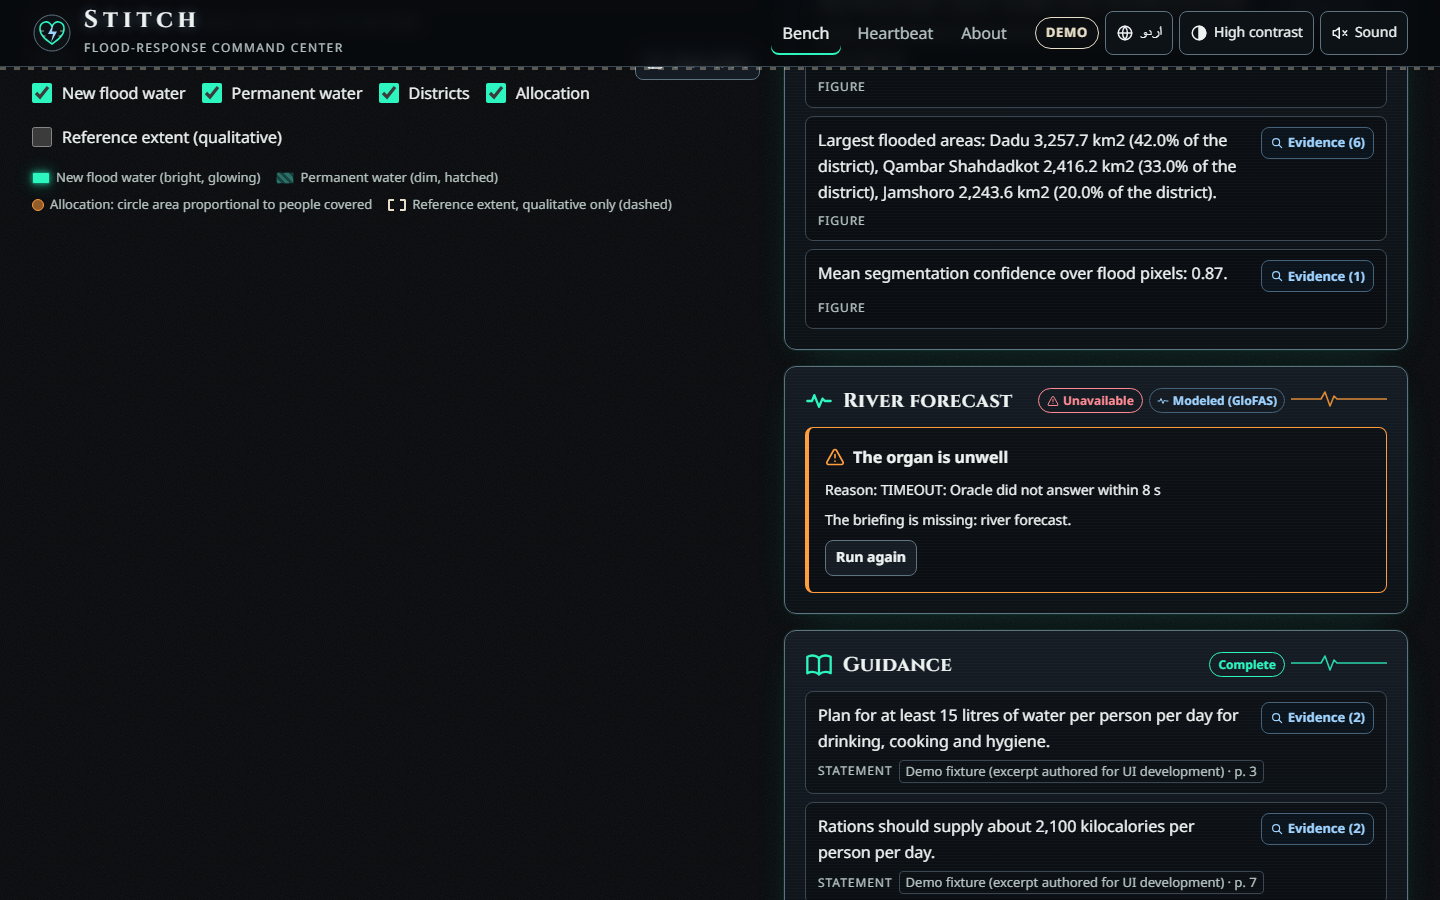 STITCH
FLOOD-RESPONSE COMMAND CENTER
Bench
Heartbeat
About
DEMO
اردو
High contrast
Sound
New flood water
Permanent water
Districts
Allocation
Reference extent (qualitative)
New flood water (bright, glowing)
Permanent water (dim, hatched)
Allocation: circle area proportional to people covered
Reference extent, qualitative only (dashed)
FIGURE
Largest flooded areas: Dadu 3,257.7 km2 (42.0% of the
district), Qambar Shahdadkot 2,416.2 km2 (33.0% of the
district), Jamshoro 2,243.6 km2 (20.0% of the district).
Evidence (6)
FIGURE
Mean segmentation confidence over flood pixels: 0.87.
Evidence (1)
FIGURE
RIVER FORECAST
Unavailable
Modeled (GloFAS)
The organ is unwell
Reason: TIMEOUT: Oracle did not answer within 8 s
The briefing is missing: river forecast.
Run again
GUIDANCE
Complete
Plan for at least 15 litres of water per person per day for
drinking, cooking and hygiene.
Evidence (2)
STATEMENT Demo fixture (excerpt authored for UI development) · p. 3
Rations should supply about 2,100 kilocalories per
person per day.
Evidence (2)
STATEMENT Demo fixture (excerpt authored for UI development) · p. 7